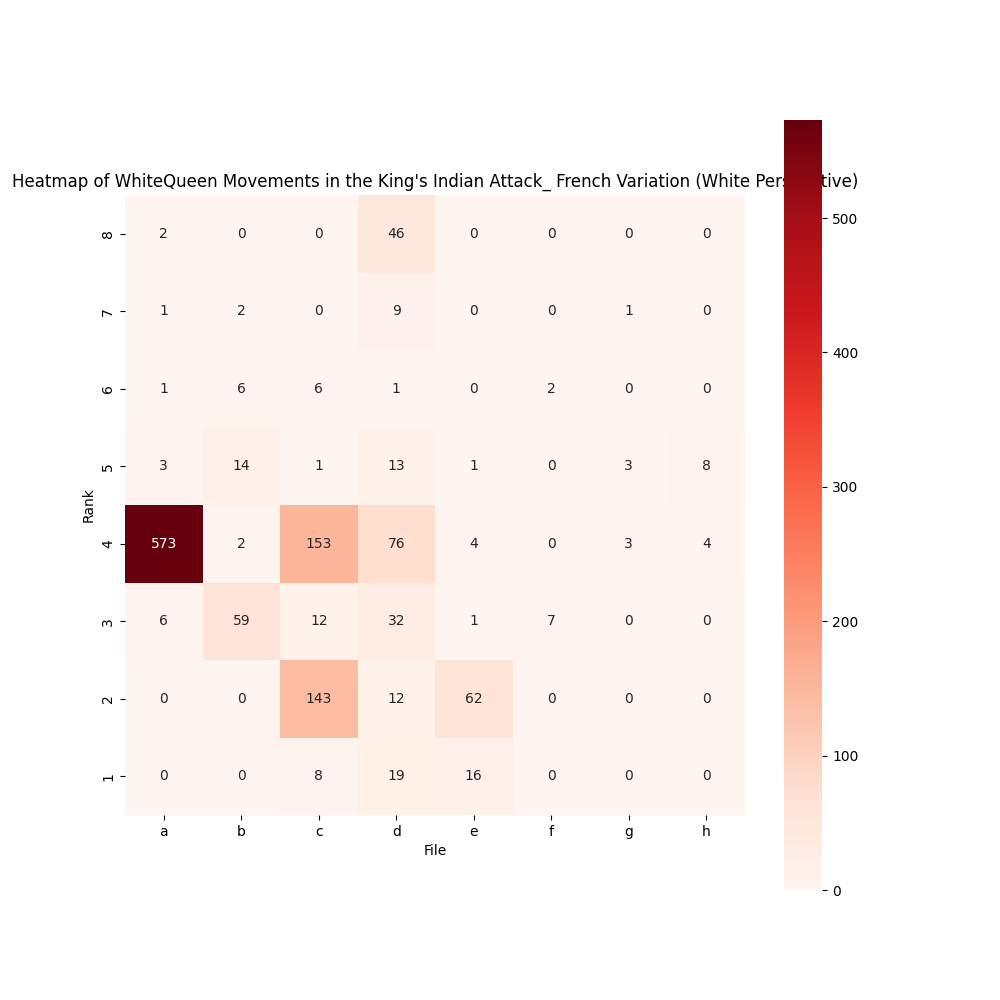 Heatmap of WhiteQueen Movements in the King's Indian Attack_ French Variation (White Pers tive)
8 2 0 0 46 0 0 0 0
7 1 2 0 9 0 0 1 0
6 1 6 6 1 0 2 0 0
5 3 14 1 13 1 0 3 8
4 573 2 153 76 4 0 3 4
3 6 59 12 32 1 7 0 0
2 0 0 143 12 62 0 0 0
1 0 0 8 19 16 0 0 0
a b c d e f g h
File
Rank
500
400
300
200
100
0